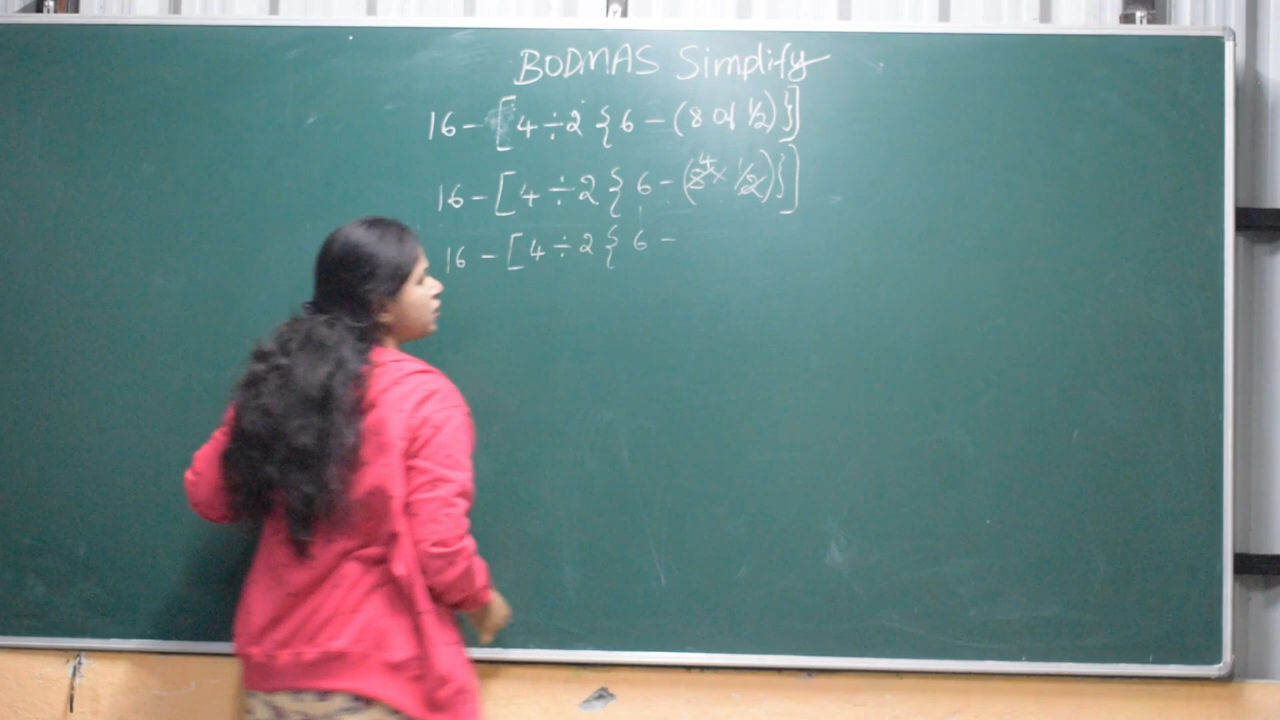 BODMAS Simplify
16 - [4 ÷ 2 {6 - (8 of 1/2)}]
16 - [4 ÷ 2 {6 - (8 4 × 1/2)}]
16 - [4 ÷ 2 {6 -